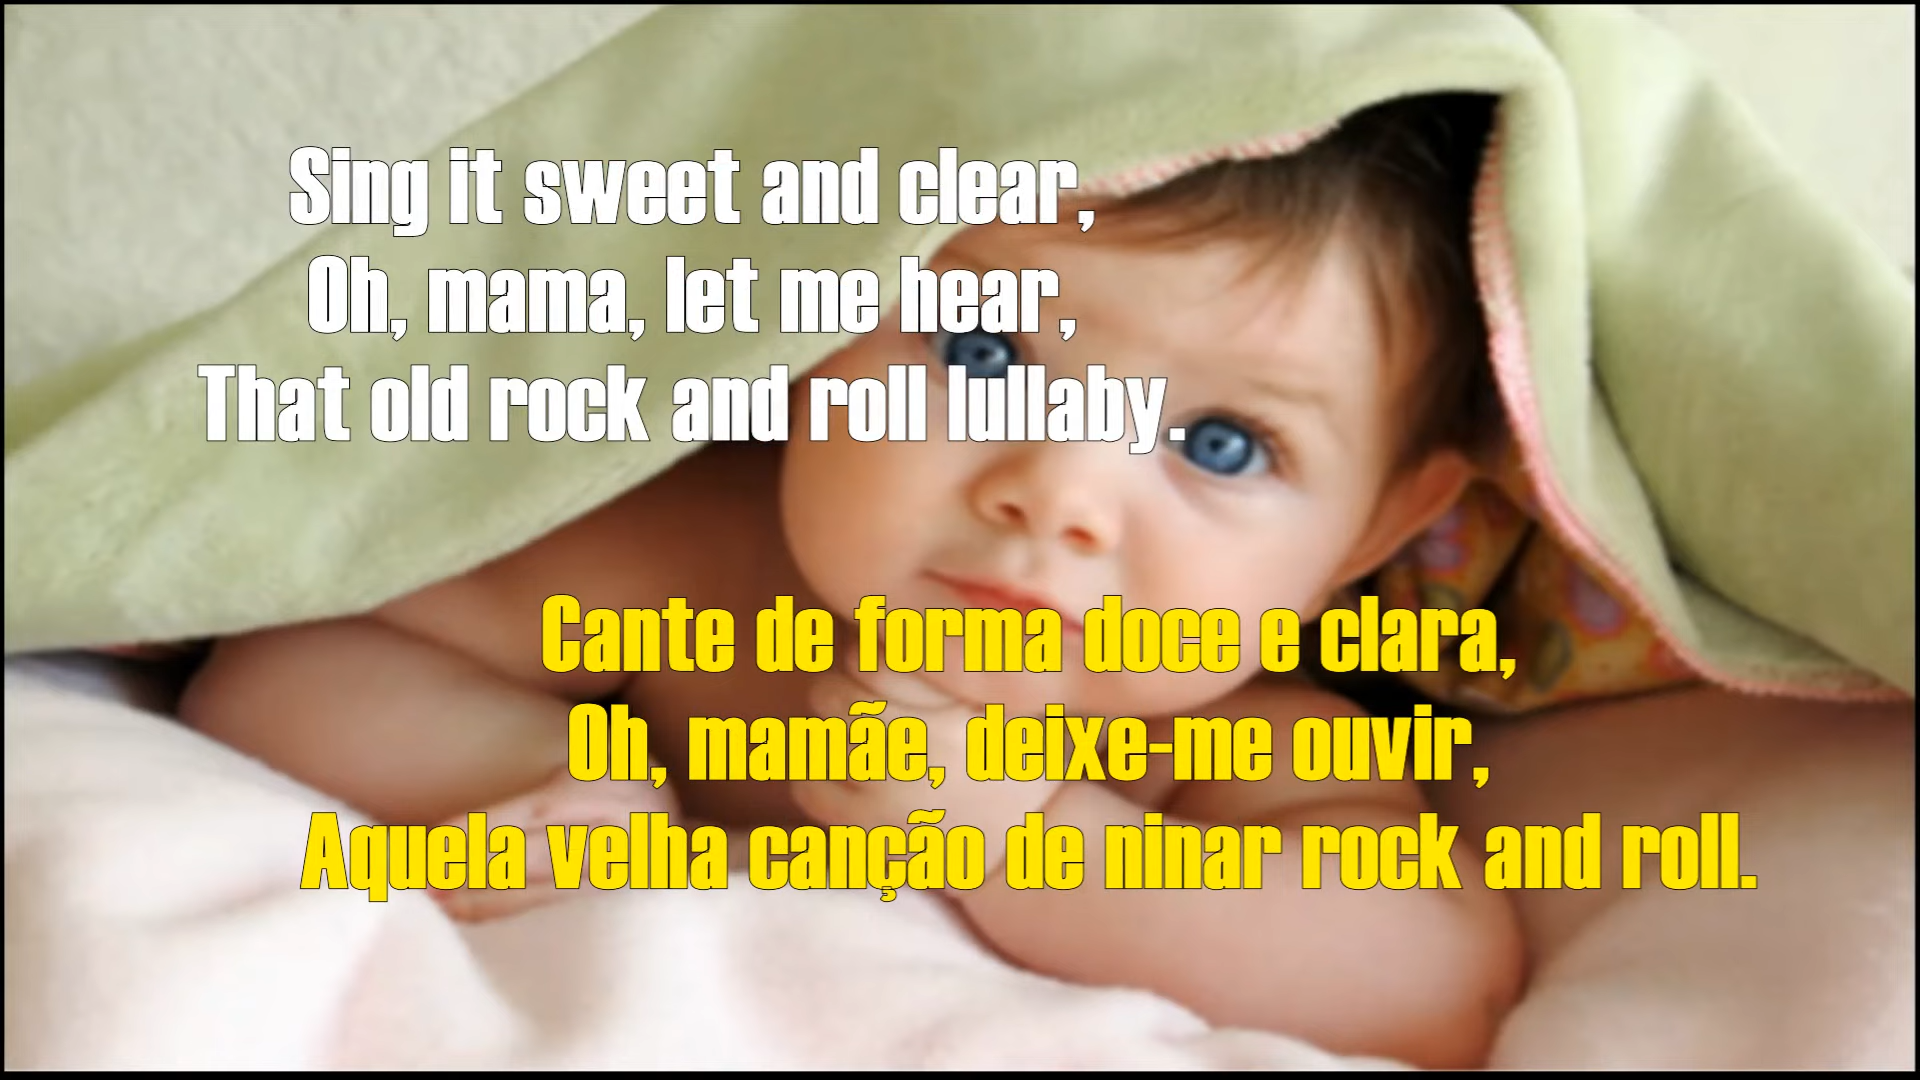 Sing it sweet and clear,
Oh, mama, let me hear,
That old rock and roll lullaby.
Cante de forma doce e clara,
Oh, mamãe, deixe-me ouvir,
Aquela velha canção de ninar rock and roll.